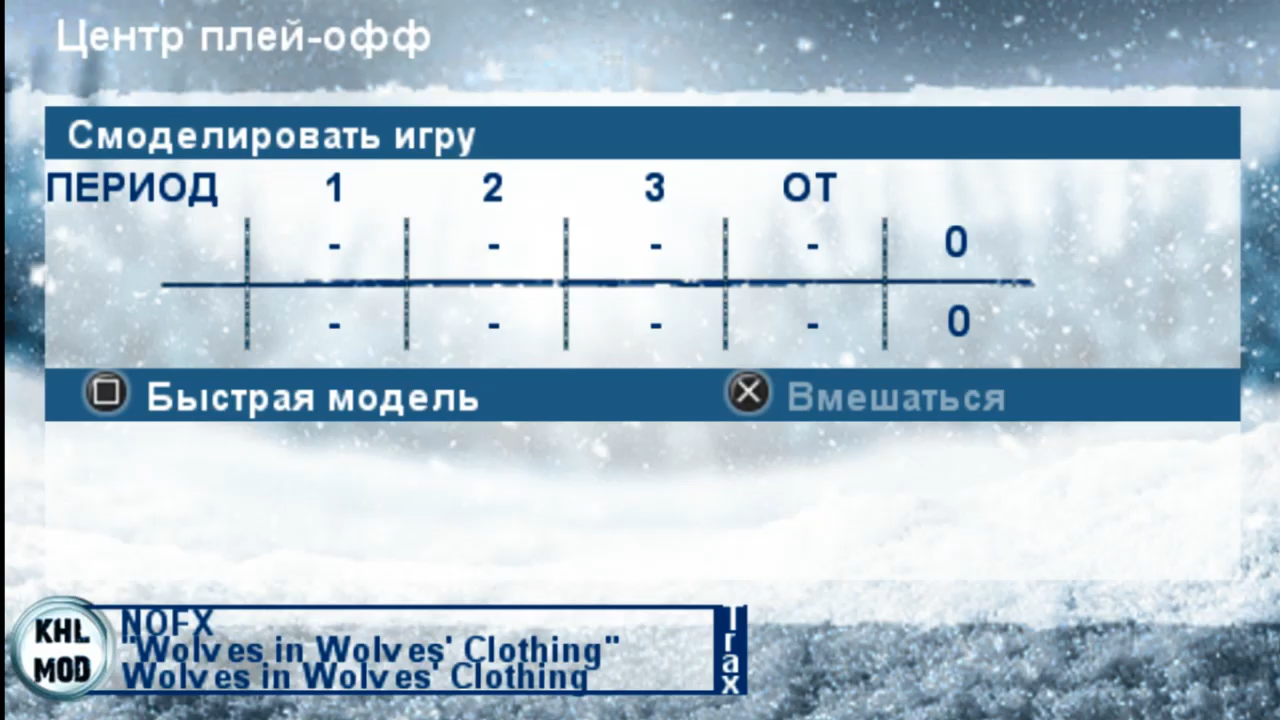 Центр плей-офф
Смоделировать игру
ПЕРИОД 1 2 3 ОТ
- - - - 0
- - - - 0
Быстрая модель Вмешаться
KHL
MOD
NOFX
"Wolves in Wolves' Clothing"
Wolves in Wolves' Clothing
Trax